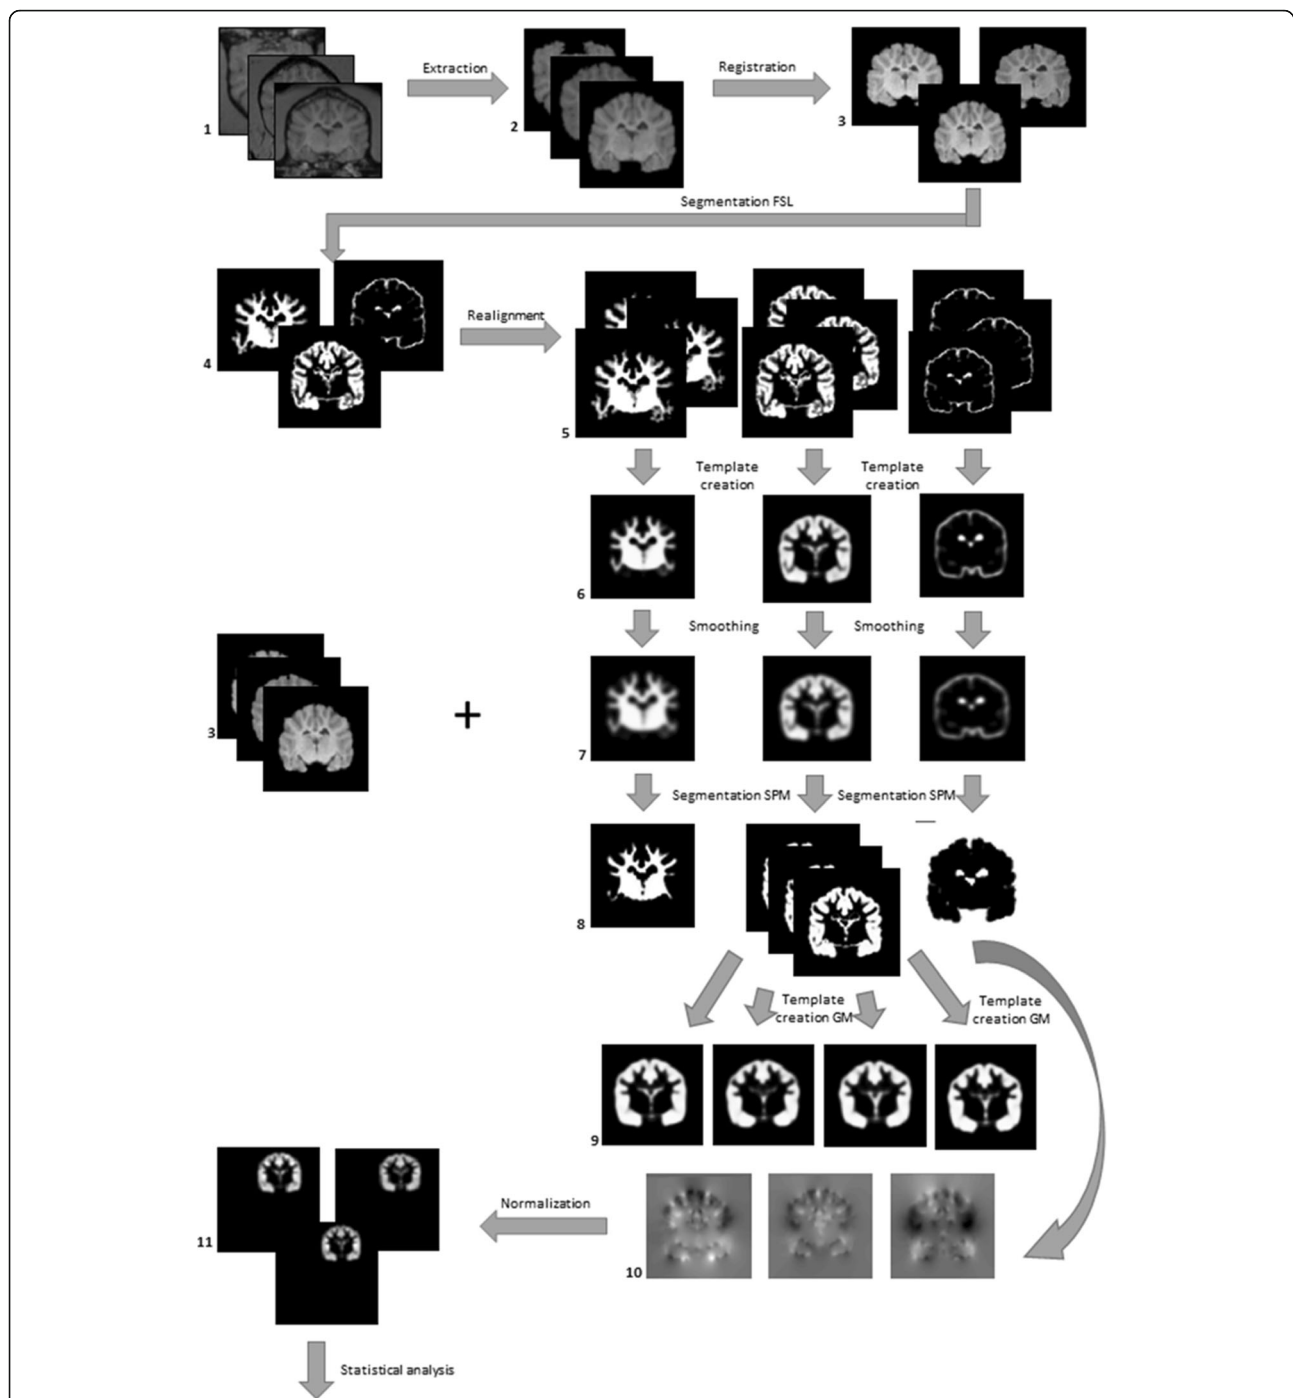 Extraction
Registration
1
2
3
Segmentation FSL
4
Realignment
5
Template
creation
Template
creation
6
Smoothing
Smoothing
3
+
7
Segmentation SPM
Segmentation SPM
8
Template
creation GM
Template
creation GM
9
Normalization
10
11
Statistical analysis